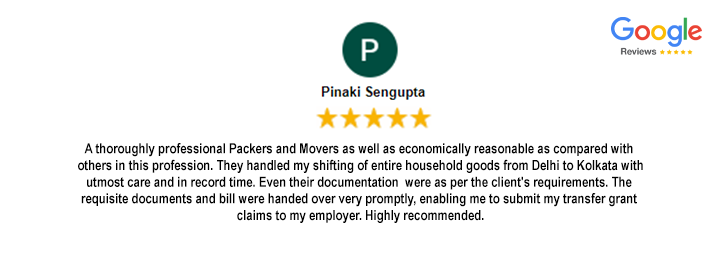 Google
Reviews ★★★★★
P
Pinaki Sengupta
★★★★★
A thoroughly professional Packers and Movers as well as economically reasonable as compared with
others in this profession. They handled my shifting of entire household goods from Delhi to Kolkata with
utmost care and in record time. Even their documentation  were as per the client's requirements. The
requisite documents and bill were handed over very promptly, enabling me to submit my transfer grant
claims to my employer. Highly recommended.